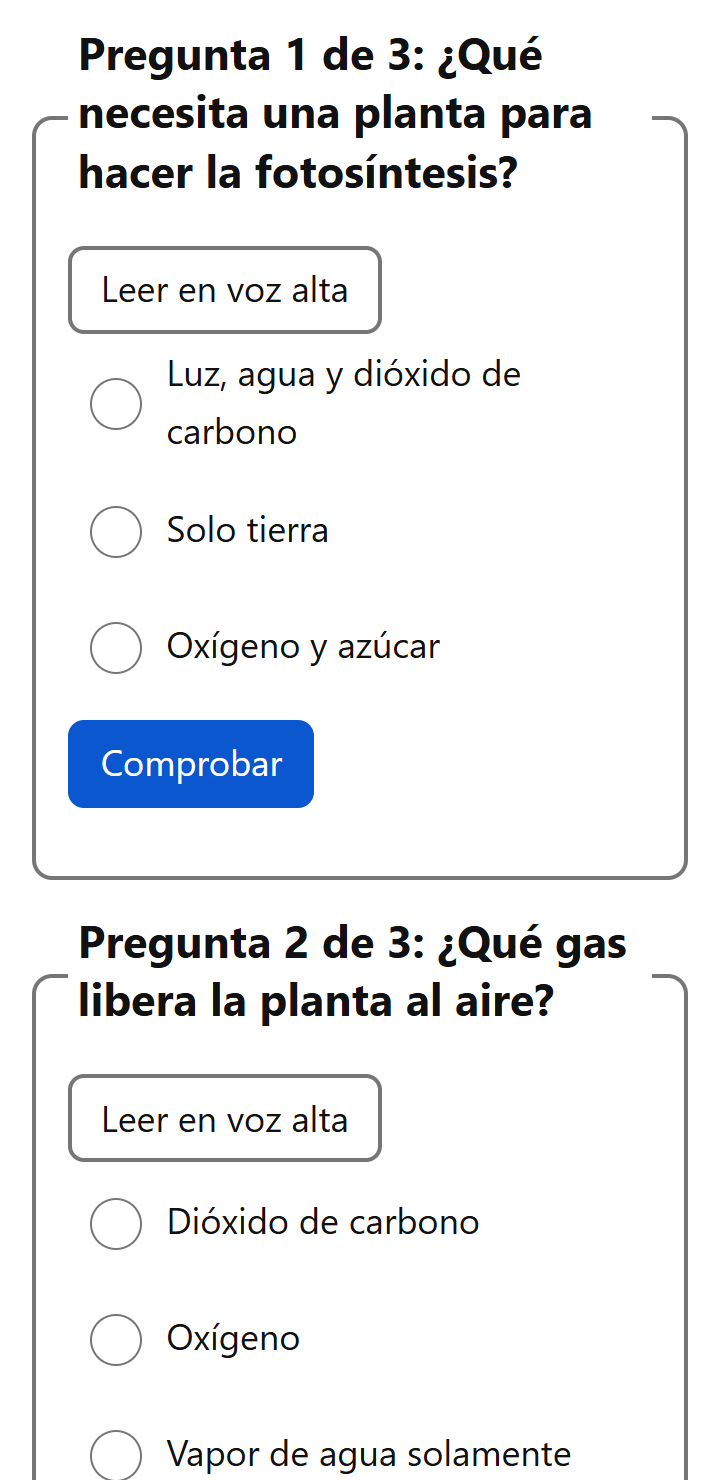 Pregunta 1 de 3: ¿Qué
necesita una planta para
hacer la fotosíntesis?
Leer en voz alta
Luz, agua y dióxido de
carbono
Solo tierra
Oxígeno y azúcar
Comprobar
Pregunta 2 de 3: ¿Qué gas
libera la planta al aire?
Leer en voz alta
Dióxido de carbono
Oxígeno
Vapor de agua solamente